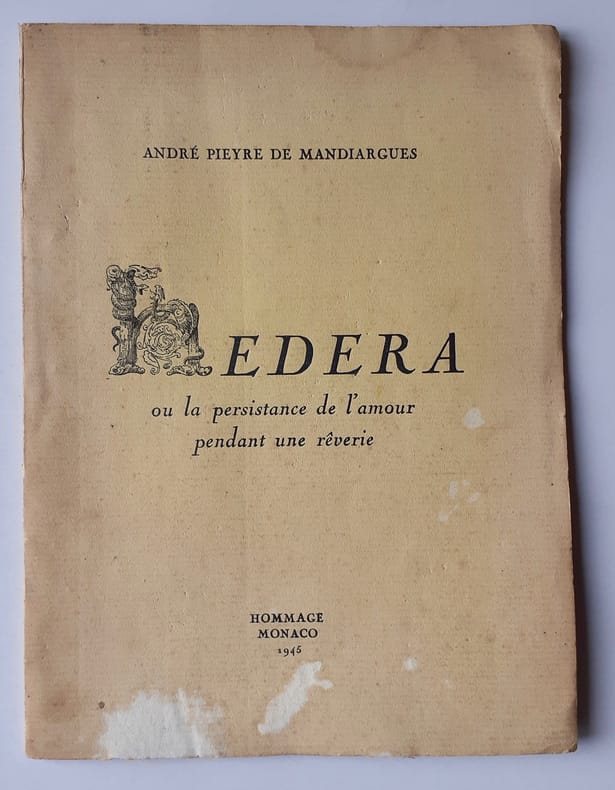 ANDRÉ PIEYRE DE MANDIARGUES
hEDERA
ou la persistance de l'amour
pendant une rêverie
HOMMAGE
MONACO
1945